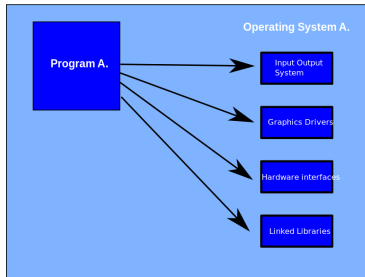 Operating System A.
Program A.
Input Output
System
Graphics Drivers
Hardware interfaces
Linked Libraries